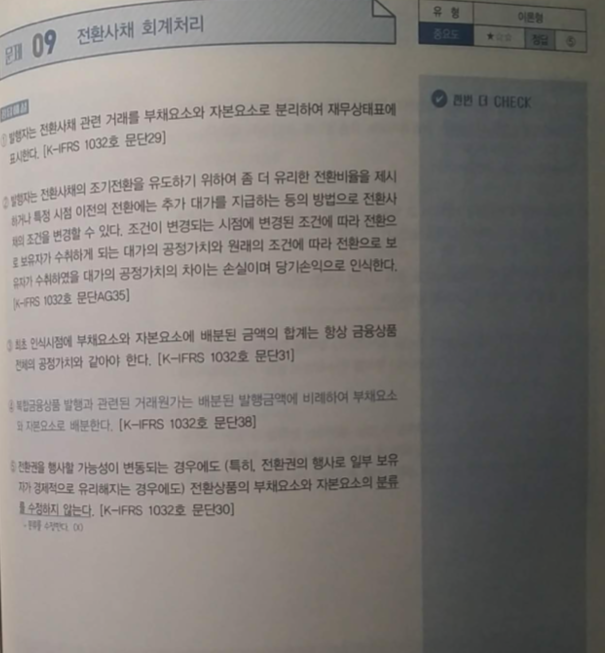 문제 09 전환사채 회계처리
유 형 이론형
중요도 ★☆☆ 정답 ⑤
한번 더 CHECK
① 발행자는 전환사채 관련 거래를 부채요소와 자본요소로 분리하여 재무상태표에
표시한다. [K-IFRS 1032호 문단29]
② 발행자는 전환사채의 조기전환을 유도하기 위하여 좀 더 유리한 전환비율을 제시
하거나 특정 시점 이전의 전환에는 추가 대가를 지급하는 등의 방법으로 전환사
채의 조건을 변경할 수 있다. 조건이 변경되는 시점에 변경된 조건에 따라 전환으
로 보유자가 수취하게 되는 대가의 공정가치와 원래의 조건에 따라 전환으로 보
유자가 수취하였을 대가의 공정가치의 차이는 손실이며 당기손익으로 인식한다.
[K-IFRS 1032호 문단AG35]
③ 최초 인식시점에 부채요소와 자본요소에 배분된 금액의 합계는 항상 금융상품
전체의 공정가치와 같아야 한다. [K-IFRS 1032호 문단31]
④ 복합금융상품 발행과 관련된 거래원가는 배분된 발행금액에 비례하여 부채요소
와 자본요소로 배분한다. [K-IFRS 1032호 문단38]
⑤ 전환권을 행사할 가능성이 변동되는 경우에도 (특히, 전환권의 행사로 일부 보유
자가 경제적으로 유리해지는 경우에도) 전환상품의 부채요소와 자본요소의 분류
를 수정하지 않는다. [K-IFRS 1032호 문단30]
수정한다.